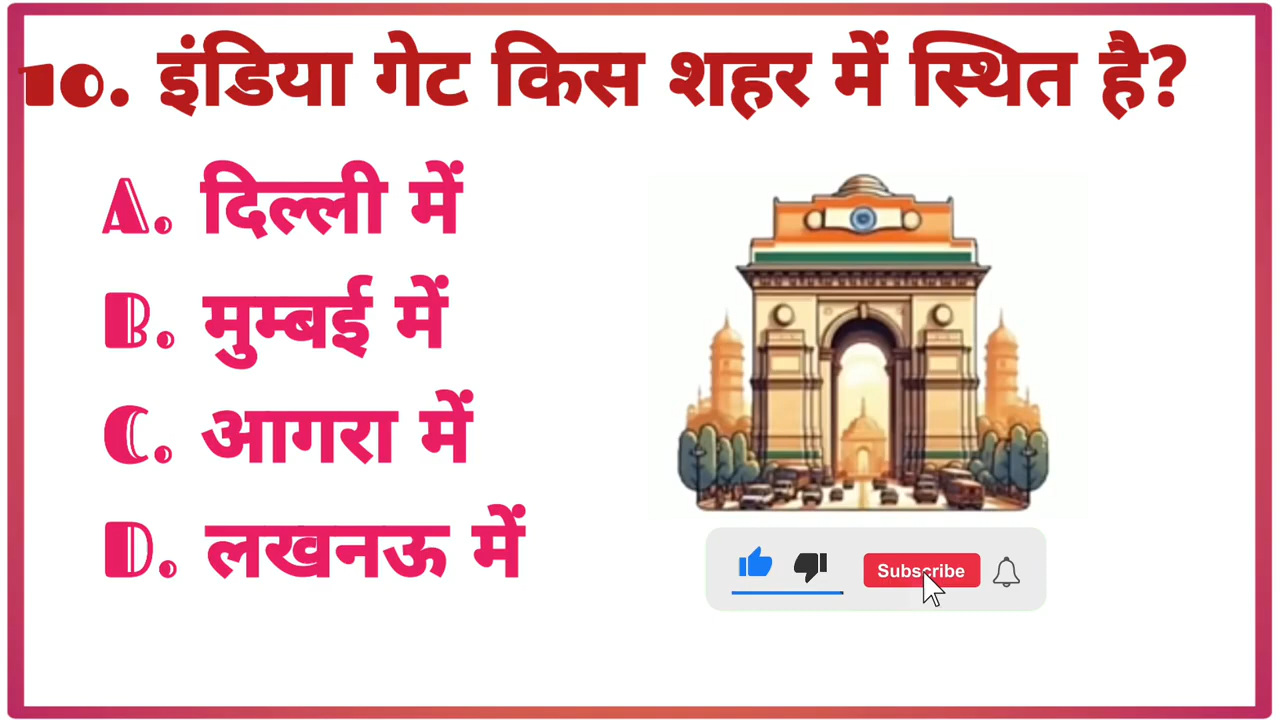 10. इंडिया गेट किस शहर में स्थित है?
A. दिल्ली में
B. मुम्बई में
C. आगरा में
D. लखनऊ में
Subscribe